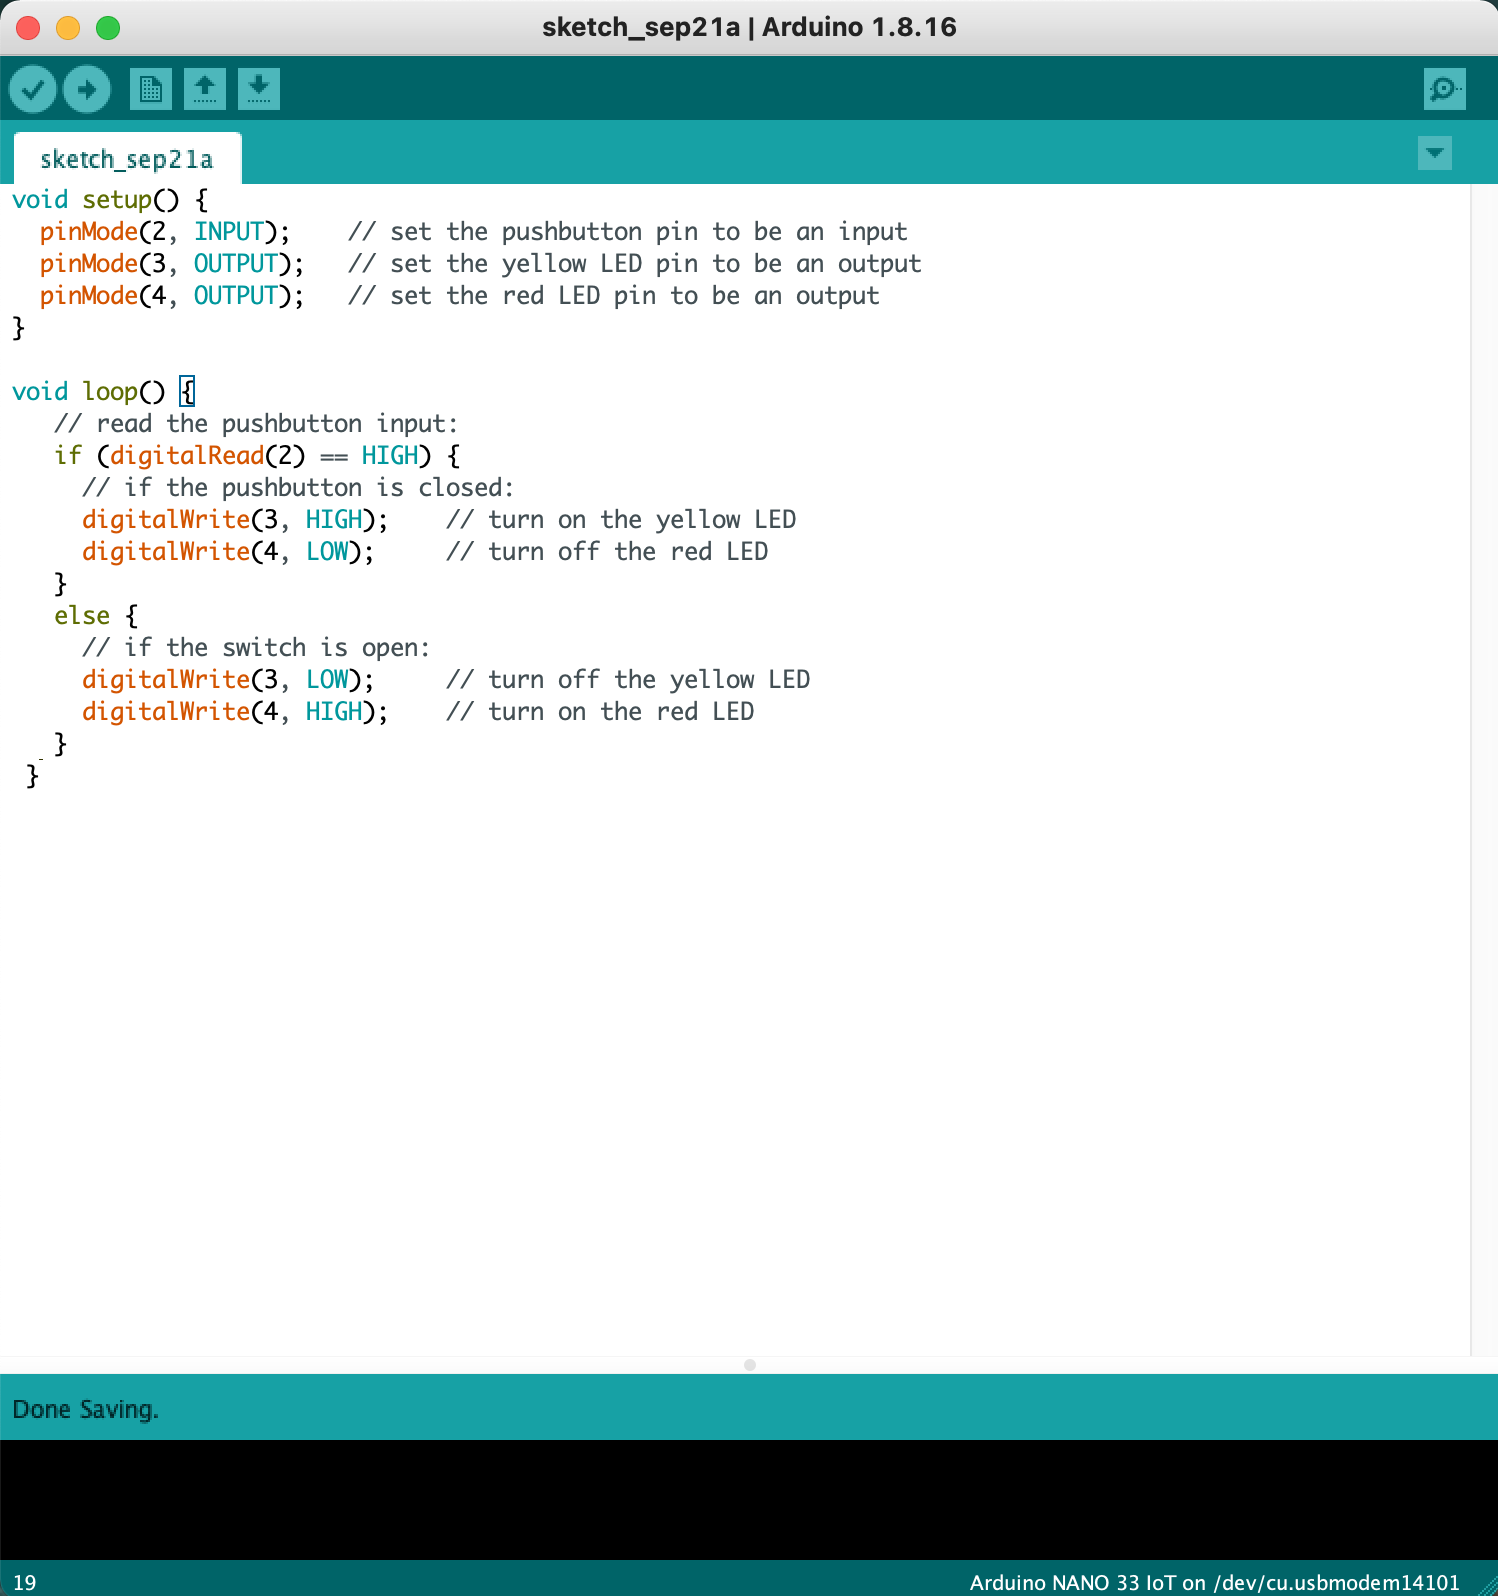 sketch_sep21a | Arduino 1.8.16
sketch_sep21a
void setup() {
  pinMode(2, INPUT);    // set the pushbutton pin to be an input
  pinMode(3, OUTPUT);   // set the yellow LED pin to be an output
  pinMode(4, OUTPUT);   // set the red LED pin to be an output
}
void loop() {
   // read the pushbutton input:
   if (digitalRead(2) == HIGH) {
     // if the pushbutton is closed:
     digitalWrite(3, HIGH);    // turn on the yellow LED
     digitalWrite(4, LOW);     // turn off the red LED
   }
   else {
     // if the switch is open:
     digitalWrite(3, LOW);     // turn off the yellow LED
     digitalWrite(4, HIGH);    // turn on the red LED
   }
 }
Done Saving.
19 Arduino NANO 33 IoT on /dev/cu.usbmodem14101